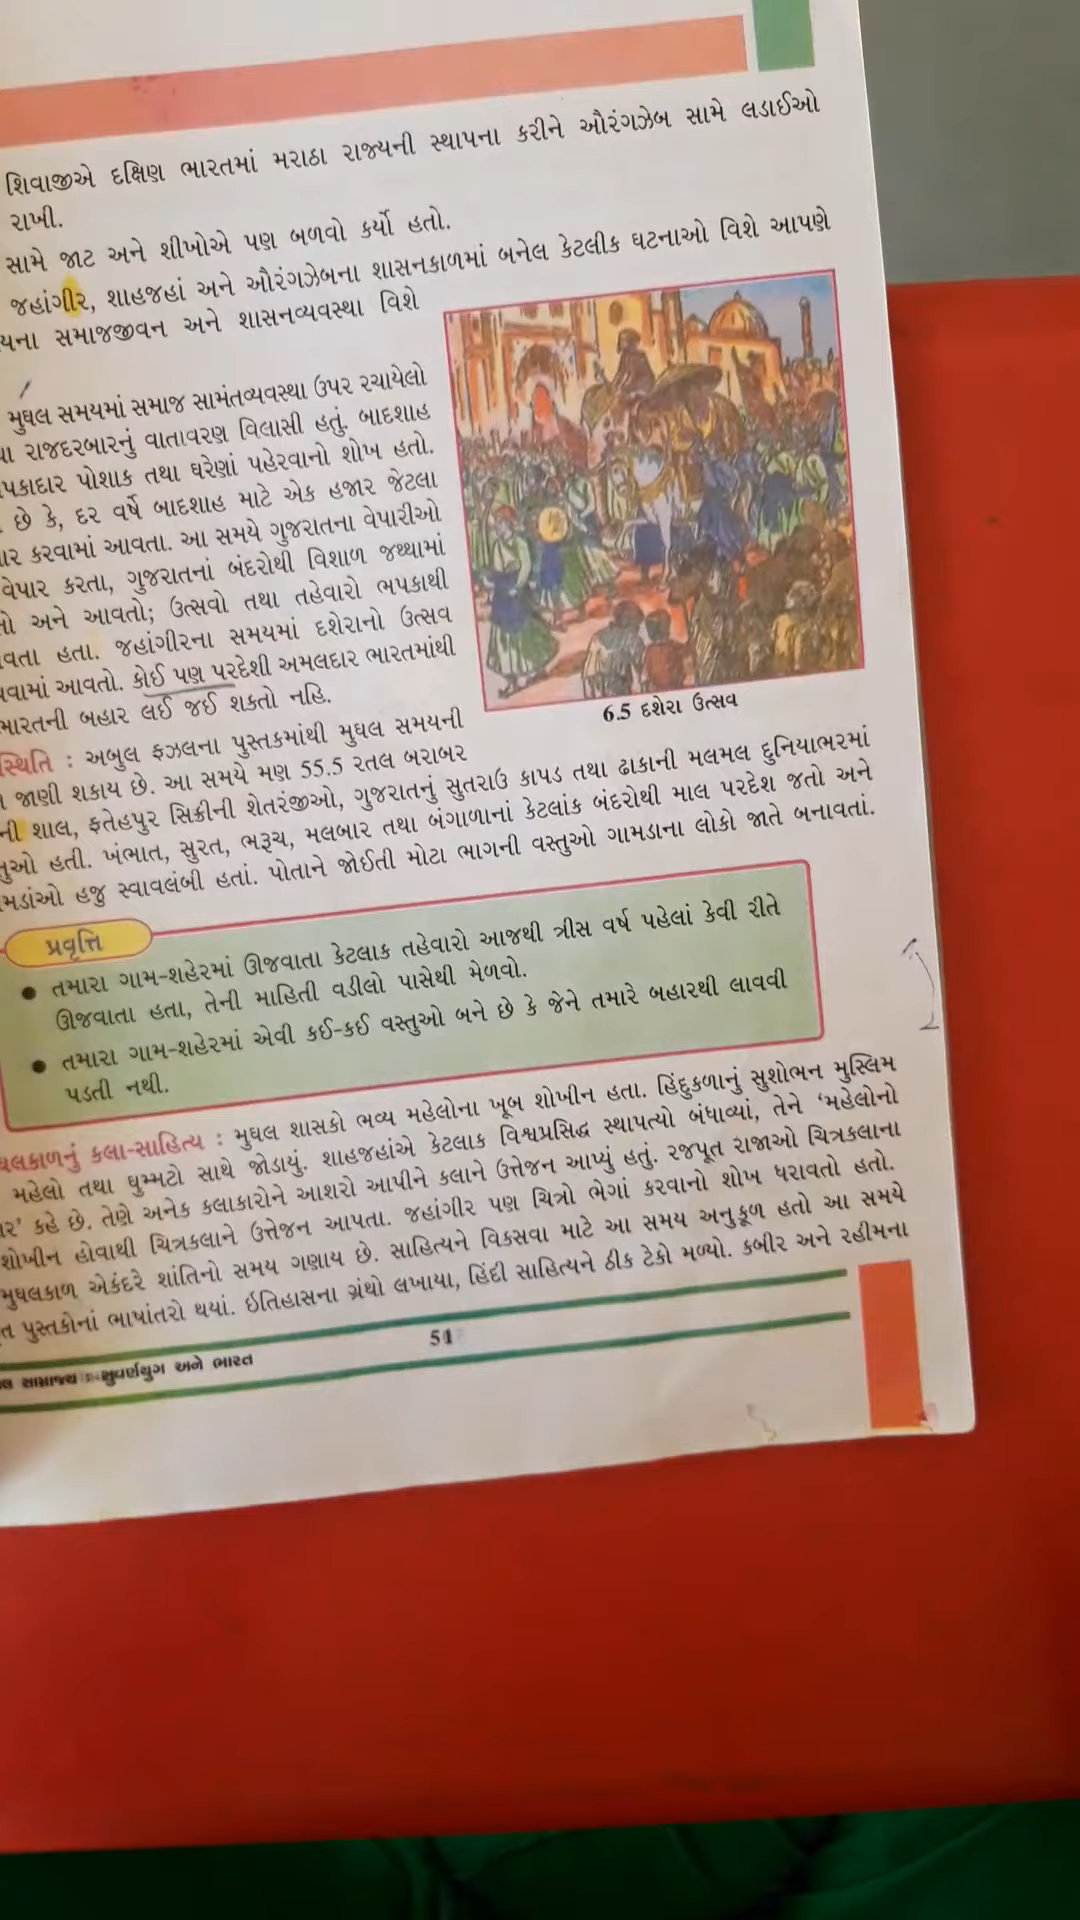 શિવાજીએ દક્ષિણ ભારતમાં મરાઠા રાજ્યની સ્થાપના કરીને ઔરંગઝેબ સામે લડાઈઓ
રાખી.
સામે જાટ અને શીખોએ પણ બળવો કર્યો હતો.
જહાંગીર, શાહજહાં અને ઔરંગઝેબના શાસનકાળમાં બનેલ કેટલીક ઘટનાઓ વિશે આપણે
યના સમાજજીવન અને શાસનવ્યવસ્થા વિશે
મુઘલ સમયમાં સમાજ સામંતવ્યવસ્થા ઉપર રચાયેલો
રાજદરબારનું વાતાવરણ વિલાસી હતું. બાદશાહ
પકાદાર પોશાક તથા ઘરેણાં પહેરવાનો શોખ હતો.
છે કે, દર વર્ષે બાદશાહ માટે એક હજાર જેટલા
ાર કરવામાં આવતા. આ સમયે ગુજરાતના વેપારીઓ
વેપાર કરતા, ગુજરાતનાં બંદરોથી વિશાળ જથ્થામાં
તો અને આવતો; ઉત્સવો તથા તહેવારો ભપકાથી
વતા હતા. જહાંગીરના સમયમાં દશેરાનો ઉત્સવ
વવામાં આવતો. કોઈ પણ પરદેશી અમલદાર ભારતમાંથી
ભારતની બહાર લઈ જઈ શકતો નહિ.
6.5 દશેરા ઉત્સવ
સ્થિતિ : અબુલ ફઝલના પુસ્તકમાંથી મુઘલ સમયની
જાણી શકાય છે. આ સમયે મણ 55.5 રતલ બરાબર
ની શાલ, ફતેહપુર સિક્રીની શેતરંજીઓ, ગુજરાતનું સુતરાઉ કાપડ તથા ઢાકાની મલમલ દુનિયાભરમાં
તુઓ હતી. ખંભાત, સુરત, ભરૂચ, મલબાર તથા બંગાળાનાં કેટલાંક બંદરોથી માલ પરદેશ જતો અને
મડાંઓ હજુ સ્વાવલંબી હતાં. પોતાને જોઈતી મોટા ભાગની વસ્તુઓ ગામડાના લોકો જાતે બનાવતાં.
પ્રવૃત્તિ
● તમારા ગામ-શહેરમાં ઊજવાતા કેટલાક તહેવારો આજથી ત્રીસ વર્ષ પહેલાં કેવી રીતે
ઊજવાતા હતા, તેની માહિતી વડીલો પાસેથી મેળવો.
● તમારા ગામ-શહેરમાં એવી કઈ-કઈ વસ્તુઓ બને છે કે જેને તમારે બહારથી લાવવી
પડતી નથી.
ઘલકાળનું કલા-સાહિત્ય : મુઘલ શાસકો ભવ્ય મહેલોના ખૂબ શોખીન હતા. હિંદુકળાનું સુશોભન મુસ્લિમ
મહેલો તથા ઘુમ્મટો સાથે જોડાયું. શાહજહાંએ કેટલાક વિશ્વપ્રસિદ્ધ સ્થાપત્યો બંધાવ્યાં, તેને ‘મહેલોનો
ાર’ કહે છે. તેણે અનેક કલાકારોને આશરો આપીને કલાને ઉત્તેજન આપ્યું હતું. રજપૂત રાજાઓ ચિત્રકલાના
શોખીન હોવાથી ચિત્રકલાને ઉત્તેજન આપતા. જહાંગીર પણ ચિત્રો ભેગાં કરવાનો શોખ ધરાવતો હતો.
મુઘલકાળ એકંદરે શાંતિનો સમય ગણાય છે. સાહિત્યને વિકસવા માટે આ સમય અનુકૂળ હતો આ સમયે
ત પુસ્તકોનાં ભાષાંતરો થયાં. ઇતિહાસના ગ્રંથો લખાયા, હિંદી સાહિત્યને ઠીક ટેકો મળ્યો. કબીર અને રહીમના
51
લ સામ્રાજ્ય : સુવર્ણયુગ અને ભારત